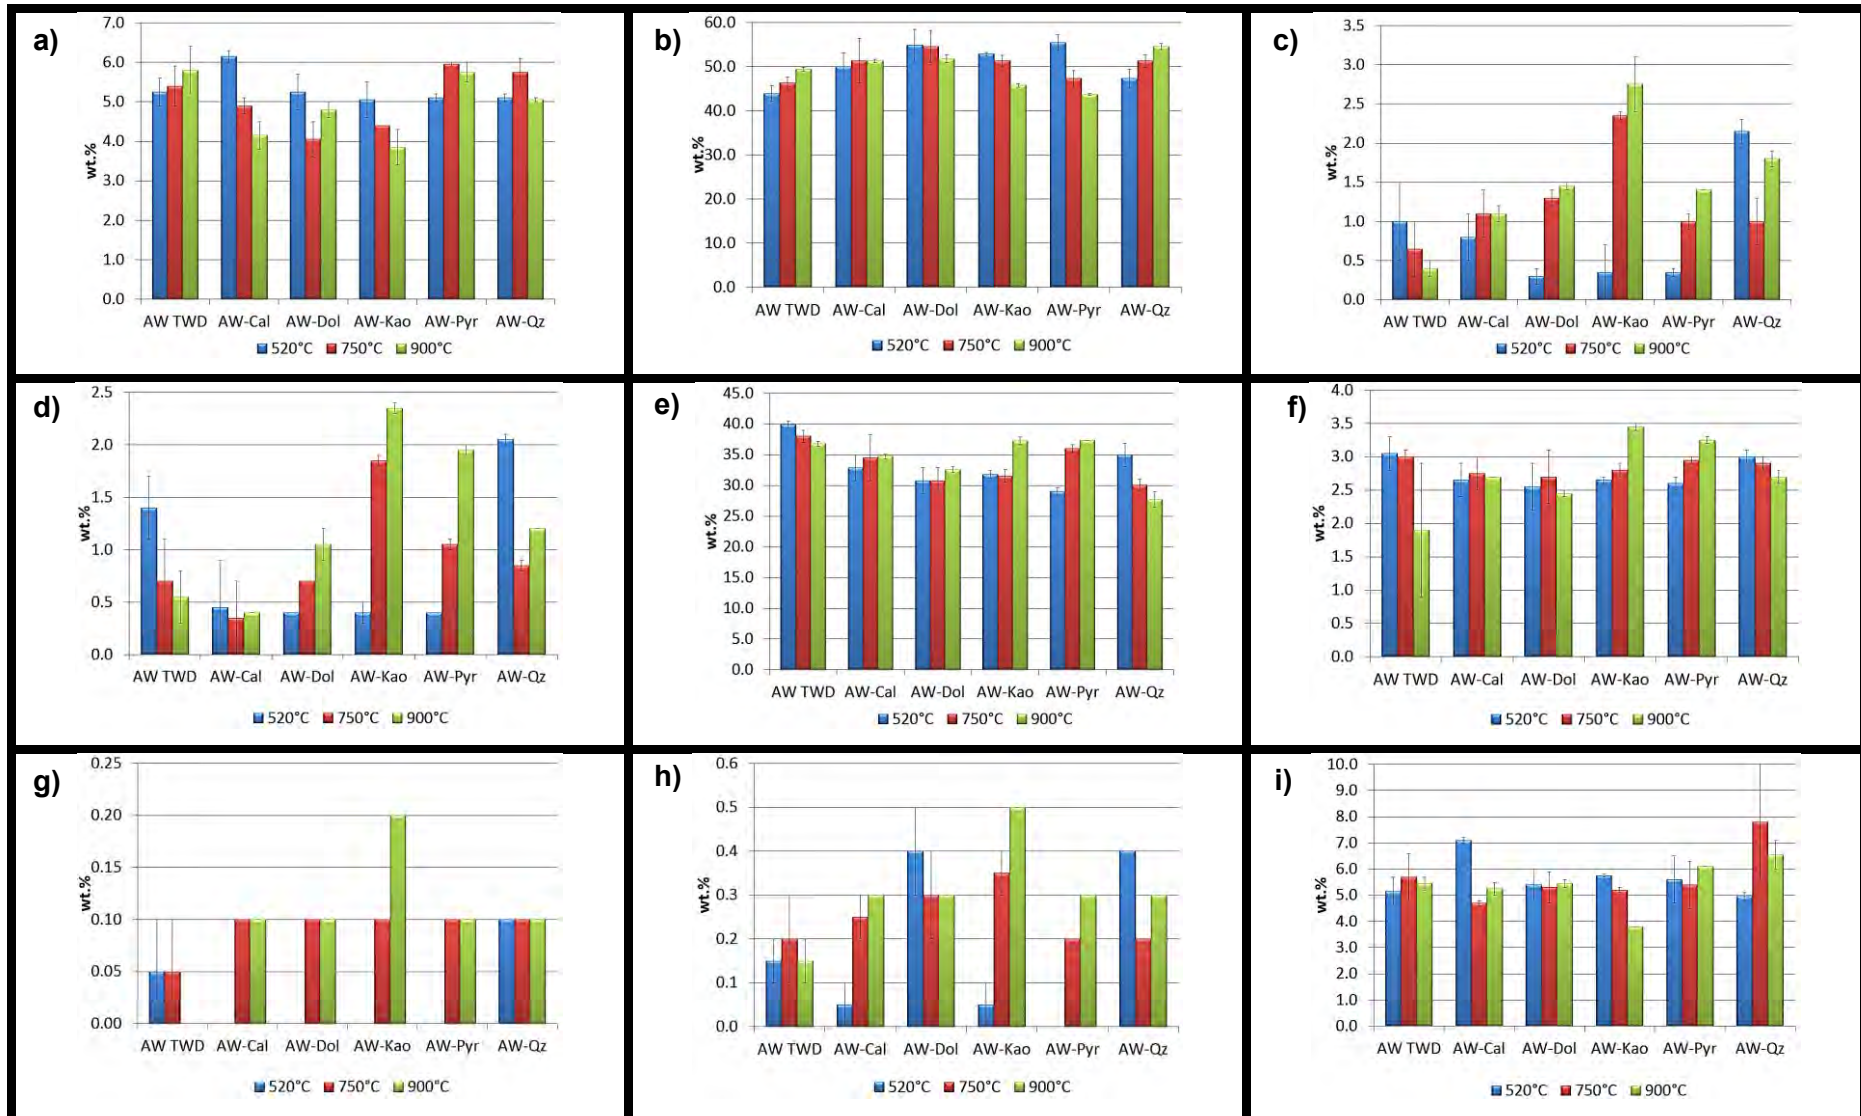 a)
7.0
6.0
5.0
4.0
3.0
2.0
1.0
0.0
wt.%
AW TWD AW-Cal AW-Dol AW-Kao AW-Pyr AW-Qz
520°C 750°C 900°C
b)
60.0
50.0
40.0
30.0
20.0
10.0
0.0
wt.%
AW TWD AW-Cal AW-Dol AW-Kao AW-Pyr AW-Qz
520°C 750°C 900°C
c)
3.5
3.0
2.5
2.0
1.5
1.0
0.5
0.0
wt.%
AW TWD AW-Cal AW-Dol AW-Kao AW-Pyr AW-Qz
520°C 750°C 900°C
d)
2.5
2.0
1.5
1.0
0.5
0.0
wt.%
AW TWD AW-Cal AW-Dol AW-Kao AW-Pyr AW-Qz
520°C 750°C 900°C
e)
45.0
40.0
35.0
30.0
25.0
20.0
15.0
10.0
5.0
0.0
wt.%
AW TWD AW-Cal AW-Dol AW-Kao AW-Pyr AW-Qz
520°C 750°C 900°C
f)
4.0
3.5
3.0
2.5
2.0
1.5
1.0
0.5
0.0
wt.%
AW TWD AW-Cal AW-Dol AW-Kao AW-Pyr AW-Qz
520°C 750°C 900°C
g)
0.25
0.20
0.15
0.10
0.05
0.00
wt.%
AW TWD AW-Cal AW-Dol AW-Kao AW-Pyr AW-Qz
520°C 750°C 900°C
h)
0.6
0.5
0.4
0.3
0.2
0.1
0.0
wt.%
AW TWD AW-Cal AW-Dol AW-Kao AW-Pyr AW-Qz
520°C 750°C 900°C
i)
10.0
9.0
8.0
7.0
6.0
5.0
4.0
3.0
2.0
1.0
0.0
wt.%
AW TWD AW-Cal AW-Dol AW-Kao AW-Pyr AW-Qz
520°C 750°C 900°C